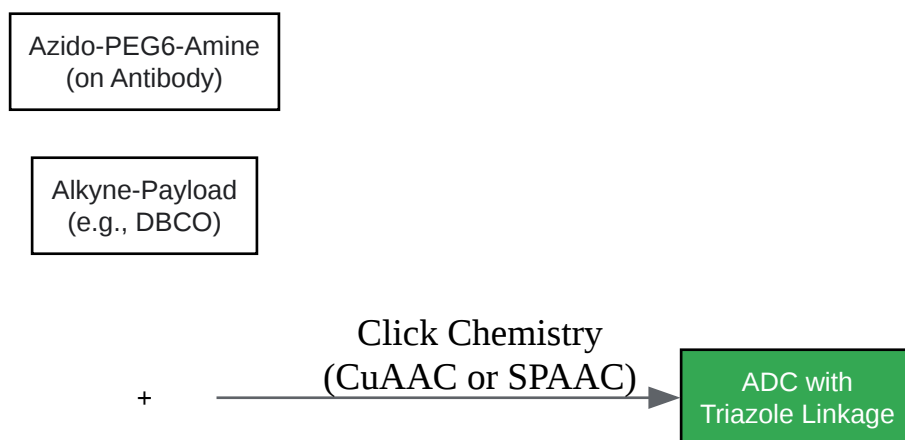 Azido-PEG6-Amine
(on Antibody)
Alkyne-Payload
(e.g., DBCO)
Click Chemistry
(CuAAC or SPAAC)
+
ADC with
Triazole Linkage